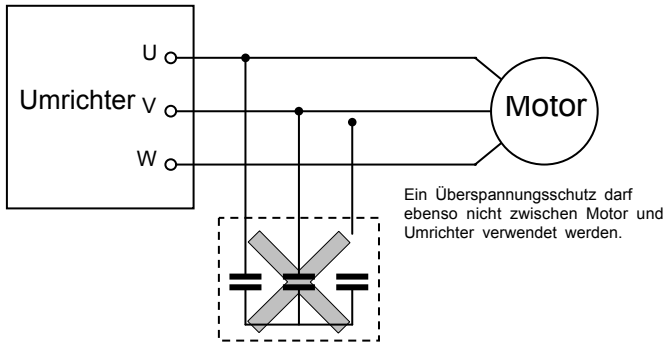 U
Umrichter
V
Motor
W
Ein Überspannungsschutz darf
ebenso nicht zwischen Motor und
Umrichter verwendet werden.